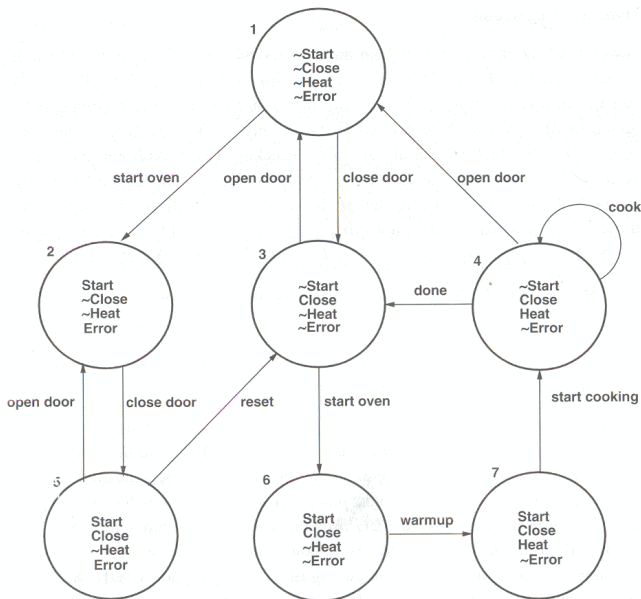 1
~Start
~Close
~Heat
~Error
start oven
open door
close door
open door
cook
2
Start
~Close
~Heat
Error
3
~Start
Close
~Heat
~Error
done
4
~Start
Close
Heat
~Error
open door
close door
reset
start oven
start cooking
5
Start
Close
~Heat
Error
6
Start
Close
~Heat
~Error
warmup
7
Start
Close
Heat
~Error